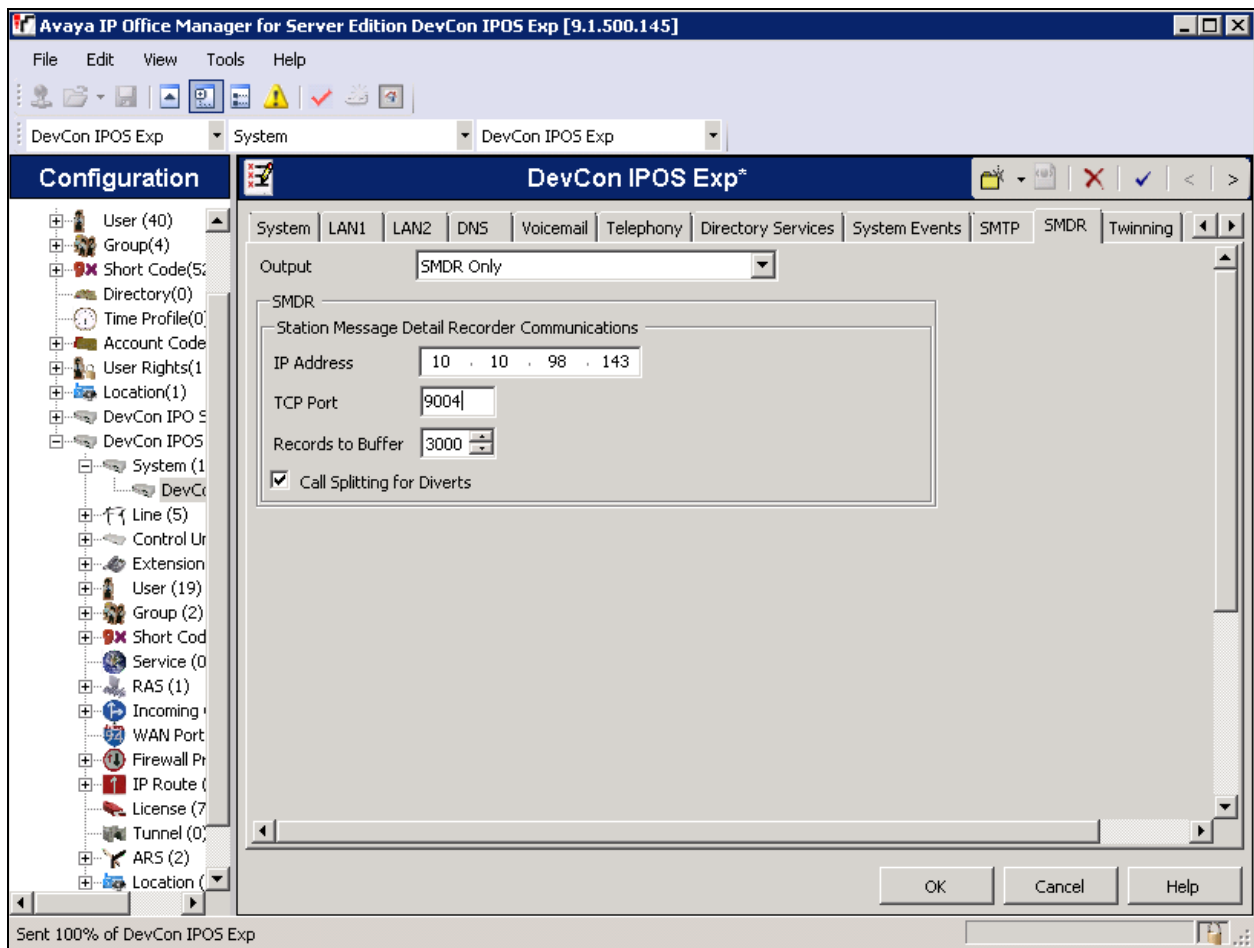 Avaya IP Office Manager for Server Edition DevCon IPOS Exp [9.1.500.145]
File Edit View Tools Help
DevCon IPOS Exp System DevCon IPOS Exp
Configuration
User (40)
Group(4)
Short Code(52
Directory(0)
Time Profile(0)
Account Code
User Rights(1
Location(1)
DevCon IPO S
DevCon IPOS
System (1
DevCo
Line (5)
Control Un
Extension
User (19)
Group (2)
Short Cod
Service (0
RAS (1)
Incoming
WAN Port
Firewall Pr
IP Route (
License (7
Tunnel (0)
ARS (2)
Location (
DevCon IPOS Exp*
System LAN1 LAN2 DNS Voicemail Telephony Directory Services System Events SMTP SMDR Twinning
Output SMDR Only
SMDR
Station Message Detail Recorder Communications
IP Address 10 . 10 . 98 . 143
TCP Port 9004
Records to Buffer 3000
Call Splitting for Diverts
OK Cancel Help
Sent 100% of DevCon IPOS Exp